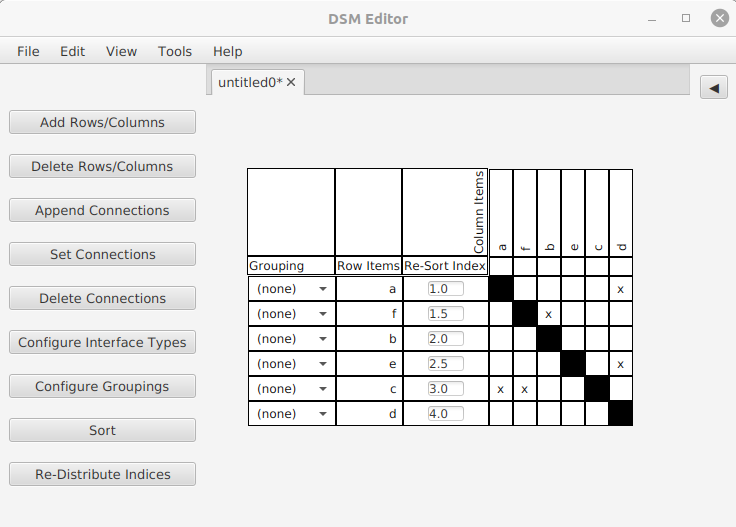 DSM Editor
File Edit View Tools Help
untitled0*
Add Rows/Columns
Delete Rows/Columns
Append Connections
Set Connections
Delete Connections
Configure Interface Types
Configure Groupings
Sort
Re-Distribute Indices
Column Items
a f b e c d
Grouping Row Items Re-Sort Index
(none) a 1.0 x
(none) f 1.5 x
(none) b 2.0
(none) e 2.5 x
(none) c 3.0 x x
(none) d 4.0